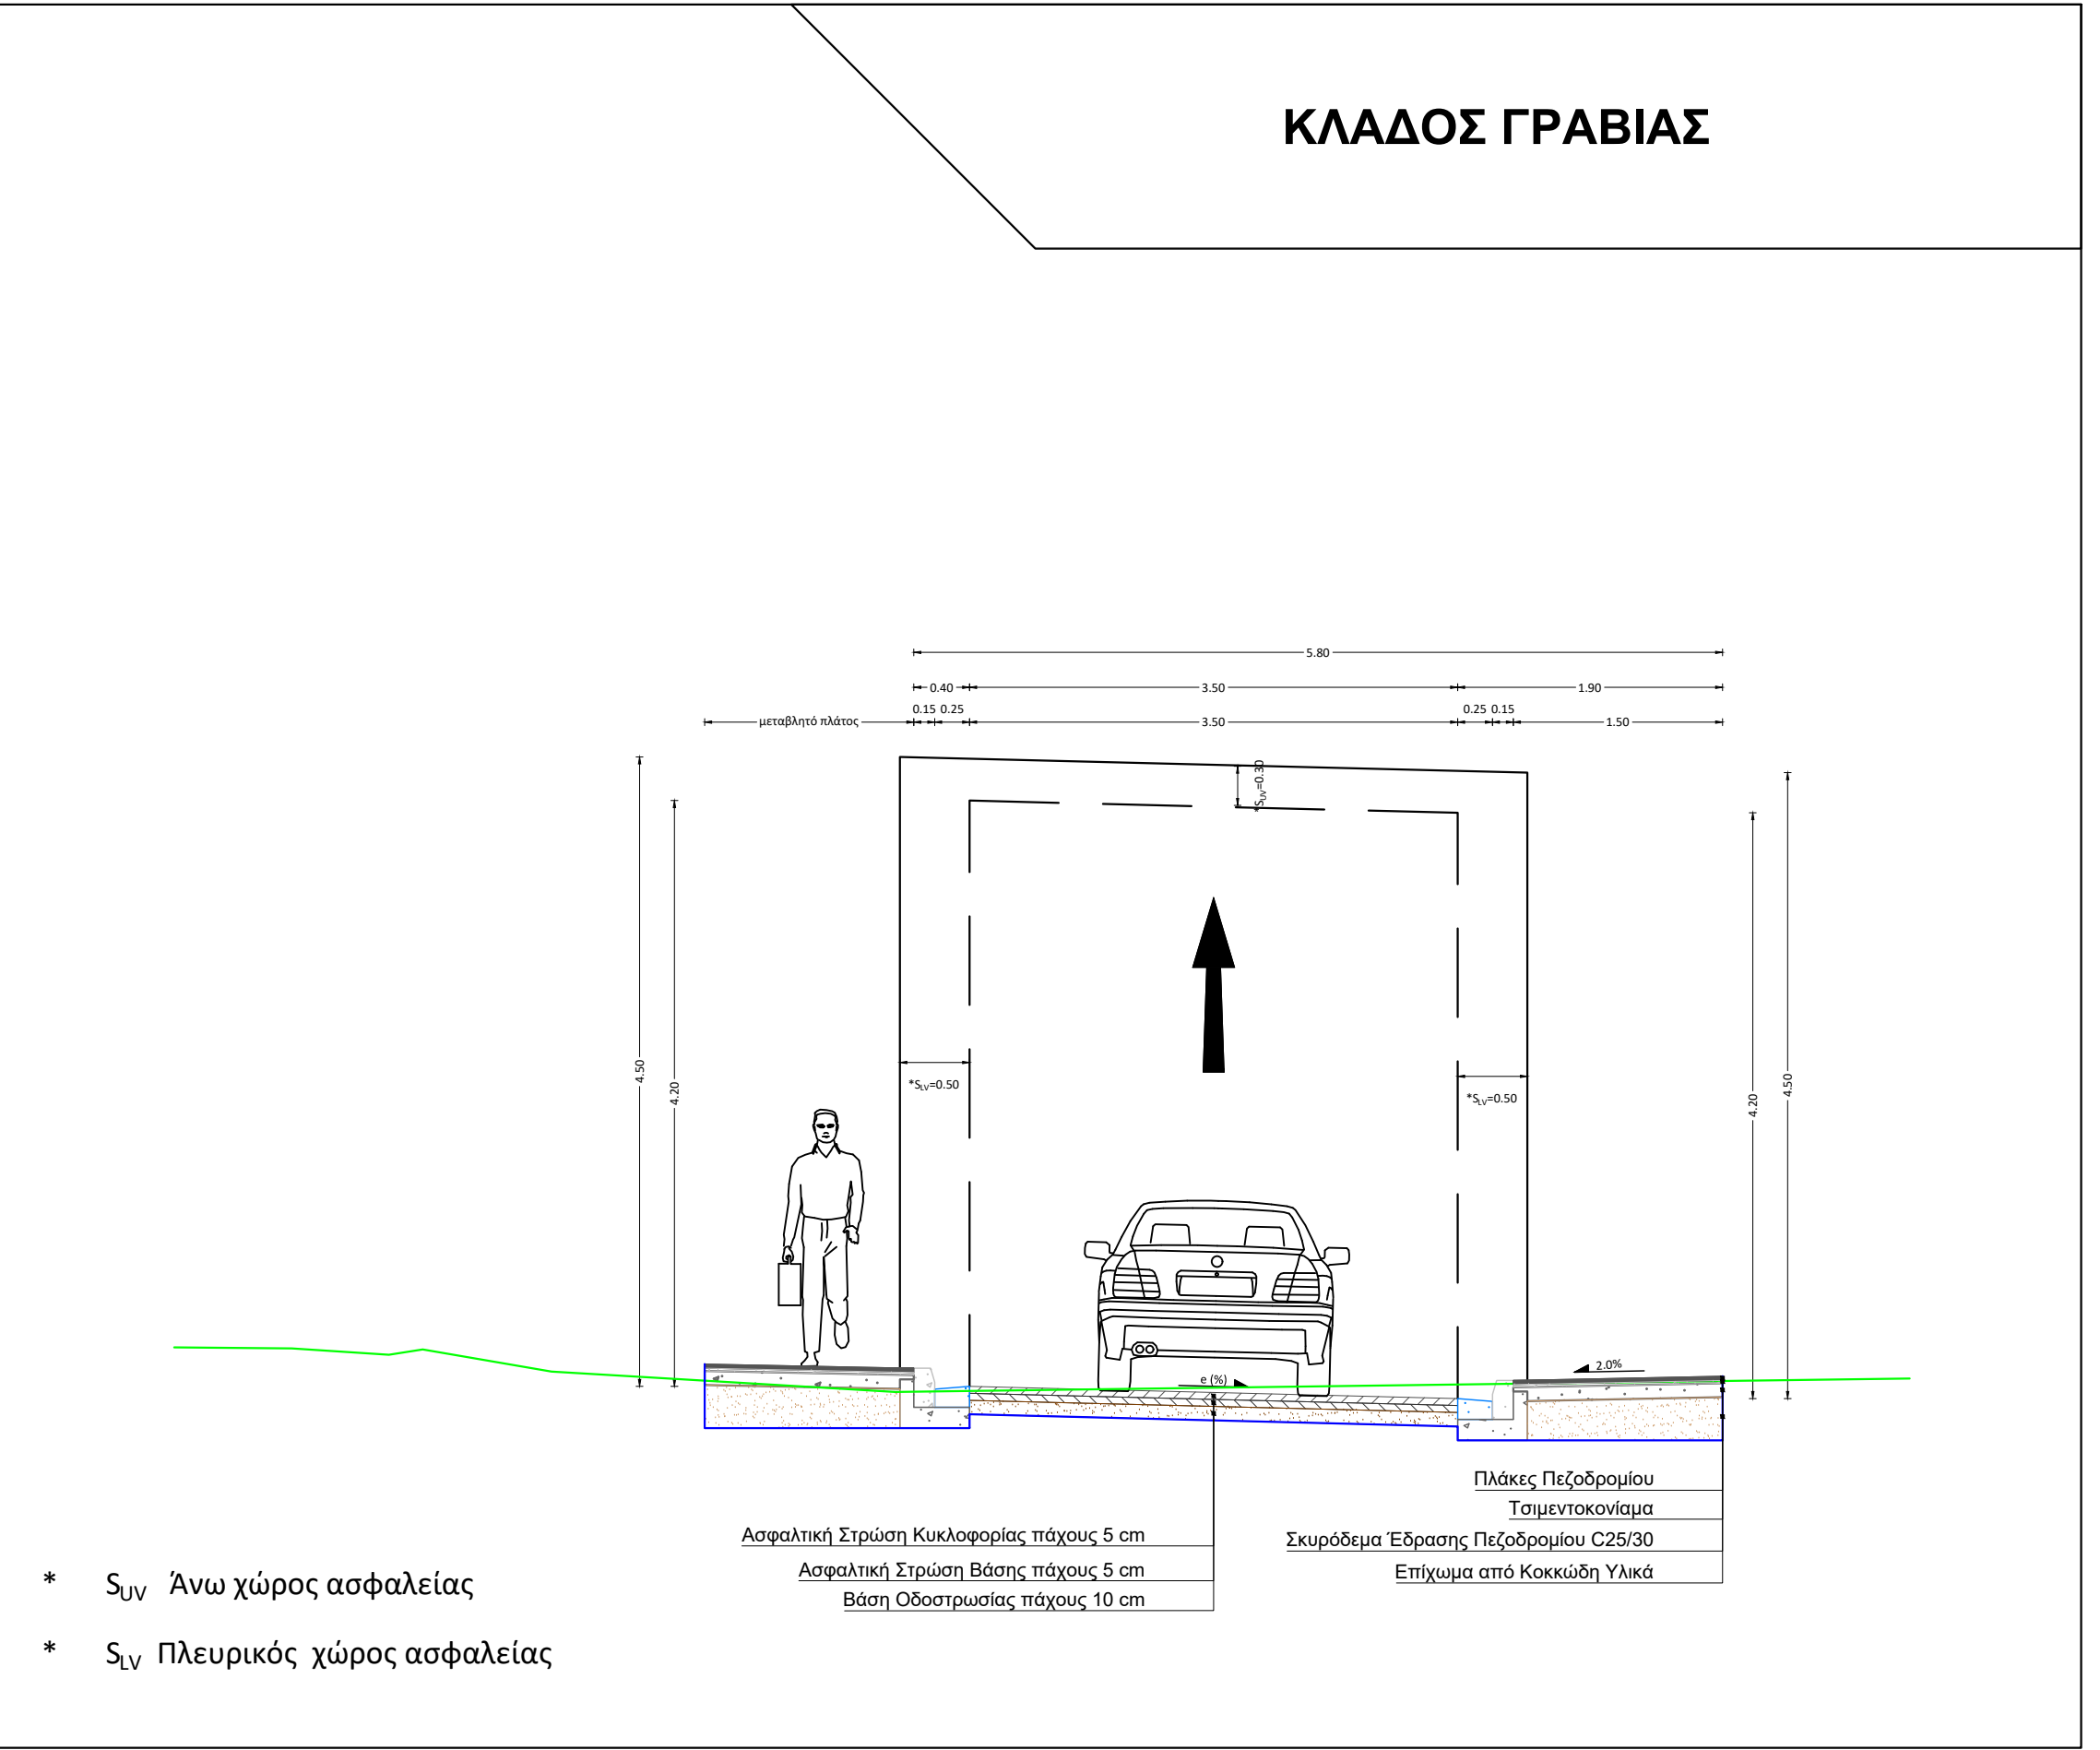 ΚΛΑΔΟΣ ΓΡΑΒΙΑΣ
5.80
0.40 3.50 1.90
μεταβλητό πλάτος 0.15 0.25 3.50 0.25 0.15 1.50
*SUV=0.30
4.50
4.20
*SLV=0.50
*SLV=0.50
4.20
4.50
e (%)
2.0%
Πλάκες Πεζοδρομίου
Τσιμεντοκονίαμα
Σκυρόδεμα Έδρασης Πεζοδρομίου C25/30
Επίχωμα από Κοκκώδη Υλικά
Ασφαλτική Στρώση Κυκλοφορίας πάχους 5 cm
Ασφαλτική Στρώση Βάσης πάχους 5 cm
Βάση Οδοστρωσίας πάχους 10 cm
* SUV Άνω χώρος ασφαλείας
* SLV Πλευρικός χώρος ασφαλείας